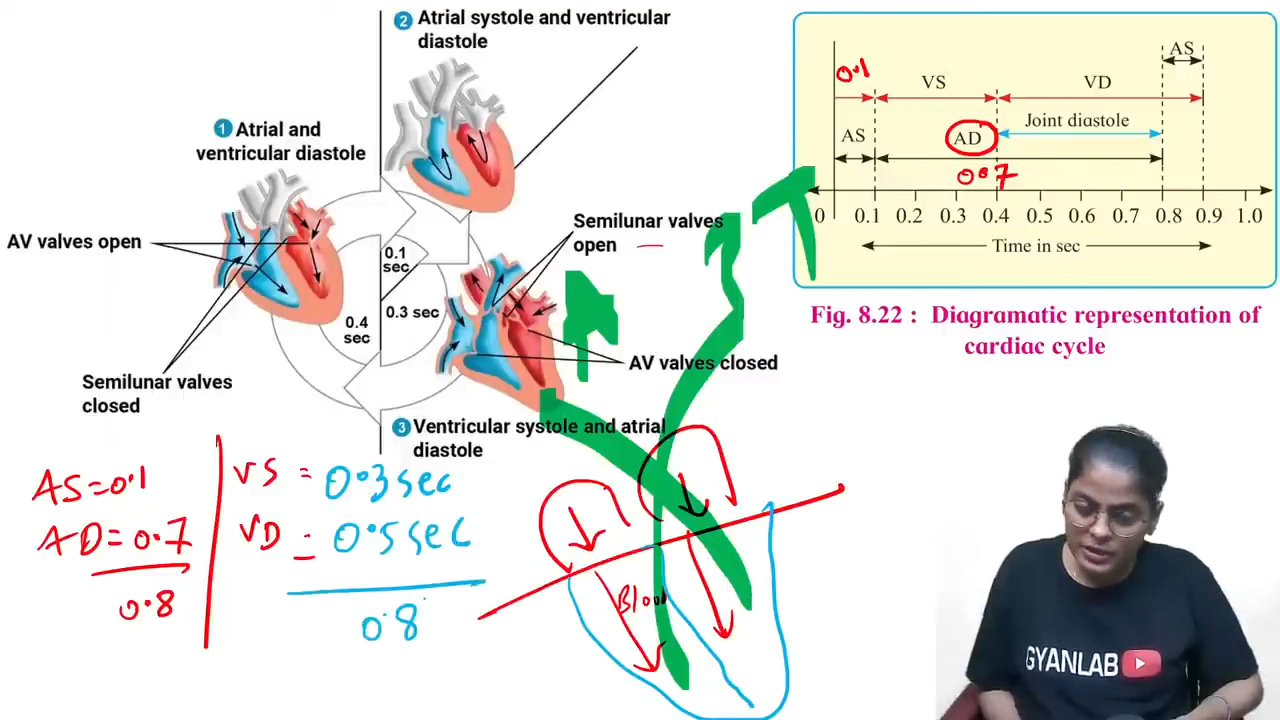 2 Atrial systole and ventricular
diastole
1 Atrial and
ventricular diastole
AV valves open
Semilunar valves
open
0.1
sec
0.3 sec
0.4
sec
AV valves closed
Semilunar valves
closed
3 Ventricular systole and atrial
diastole
AS
0.1
VS
VD
Joint diastole
AS
AD
0.7
0 0.1 0.2 0.3 0.4 0.5 0.6 0.7 0.8 0.9 1.0
Time in sec
Fig. 8.22 : Diagramatic representation of
cardiac cycle
AS=0.1
AD=0.7
0.8
VS = 0.3sec
VD = 0.5sec
0.8
Blood
GYANLAB